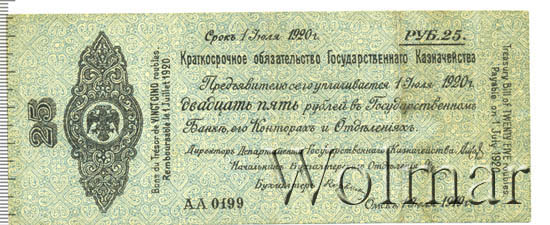 Срокъ 1 Іюля 1920 г.
РУБ. 25.
Краткосрочное обязательство Государственнаго Казначейства
Предъявителю сего уплачивается 1 Іюля 1920 г.
двадцать пять рублей въ Государственномъ
Банкѣ, его Конторахъ и Отдѣленіяхъ.
Директоръ Департамента Государственнаго Казначейства
Начальникъ Бухгалтерскаго Отдѣленія
Бухгалтеръ
АА 0199
Омскъ, 1 Іюля 1919 г.
25
Bons du Trésor de VINGT CINQ roubles
Remboursable le 1 Juillet 1920
Treasury Bill of TWENTY FIVE roubles
Payable on 1 July 1920
Wolmar